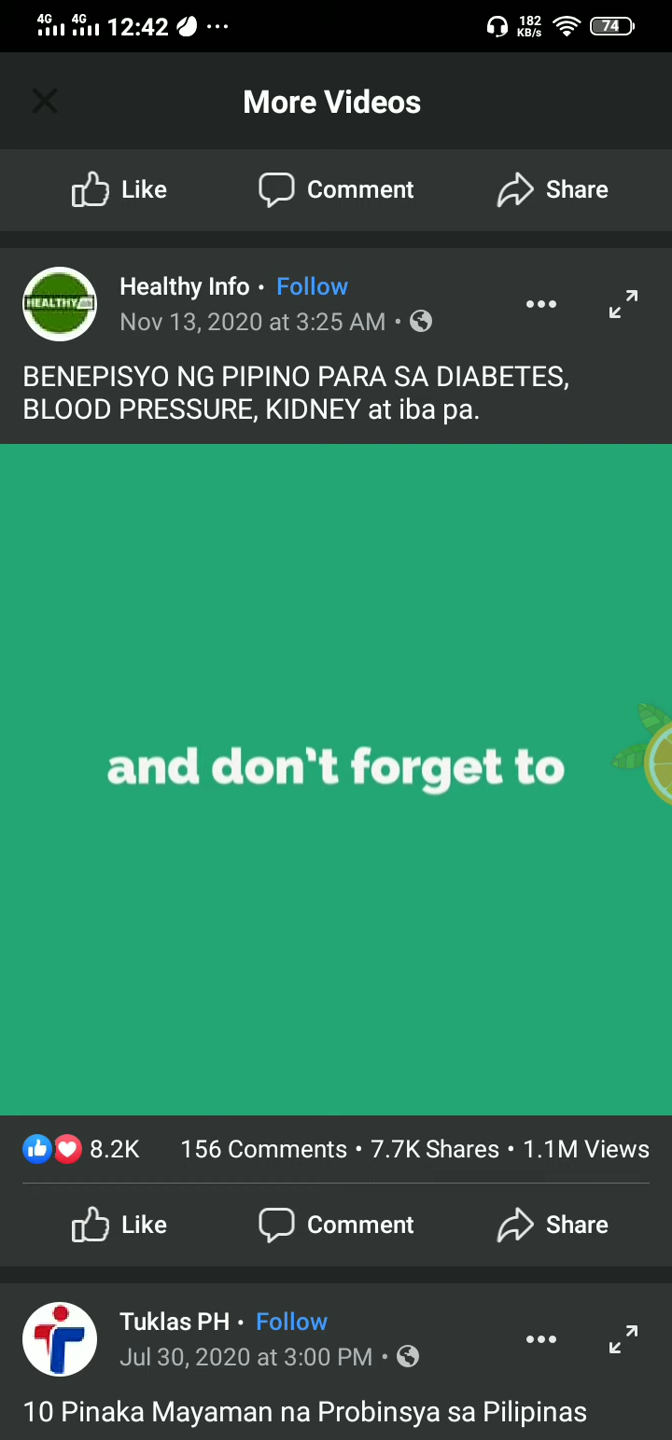 4G 4G 12:42 ... 182 KB/s 74
More Videos
Like Comment Share
HEALTHY
Healthy Info • Follow
Nov 13, 2020 at 3:25 AM •
BENEPISYO NG PIPINO PARA SA DIABETES,
BLOOD PRESSURE, KIDNEY at iba pa.
and don't forget to
8.2K 156 Comments • 7.7K Shares • 1.1M Views
Like Comment Share
Tuklas PH • Follow
Jul 30, 2020 at 3:00 PM •
10 Pinaka Mayaman na Probinsya sa Pilipinas